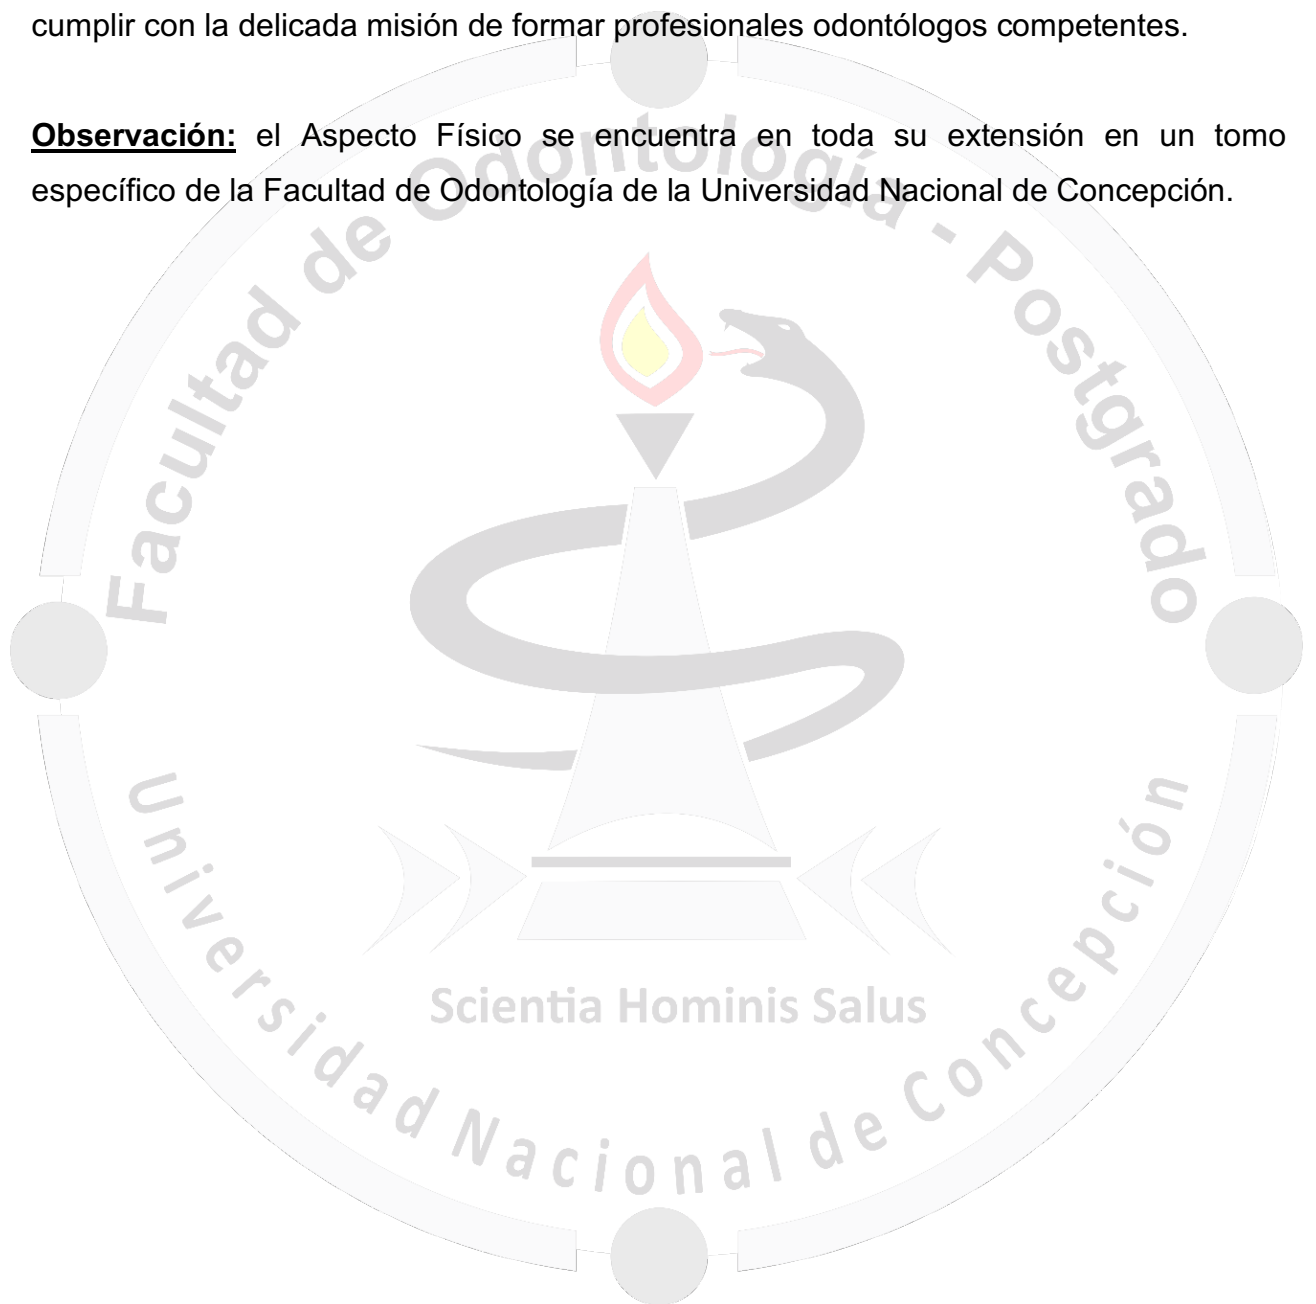 cumplir con la delicada misión de formar profesionales odontólogos competentes.
Observación: el Aspecto Físico se encuentra en toda su extensión en un tomo
específico de la Facultad de Odontología de la Universidad Nacional de Concepción.
Facultad de Odontología - Postgrado
Scientia Hominis Salus
Universidad Nacional de Concepción